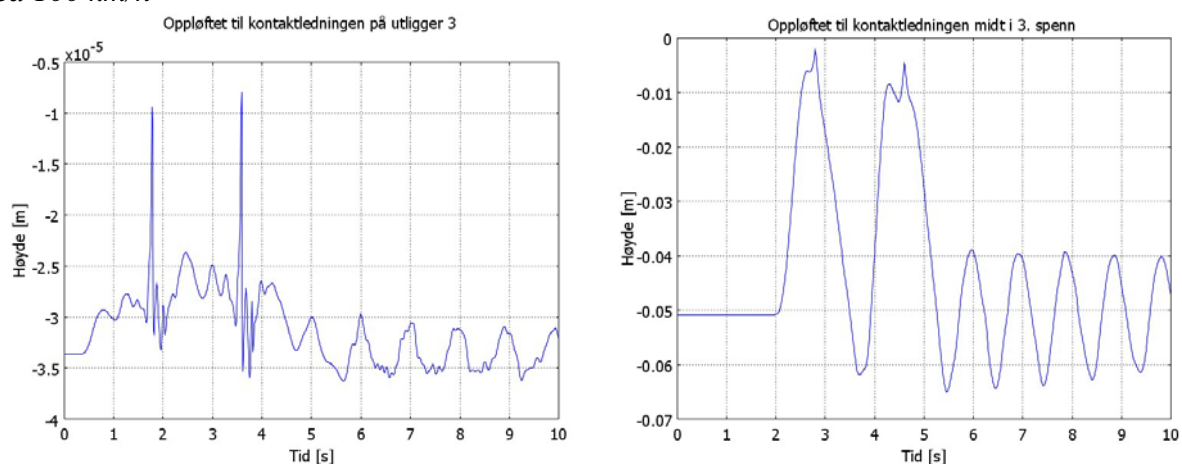 Oppløftet til kontaktledningen på utligger 3
x10⁻⁵
-0.5
-1
-1.5
-2
-2.5
-3
-3.5
-4
Høyde [m]
0 1 2 3 4 5 6 7 8 9 10
Tid [s]
Oppløftet til kontaktledningen midt i 3. spenn
0
-0.01
-0.02
-0.03
-0.04
-0.05
-0.06
-0.07
Høyde [m]
0 1 2 3 4 5 6 7 8 9 10
Tid [s]